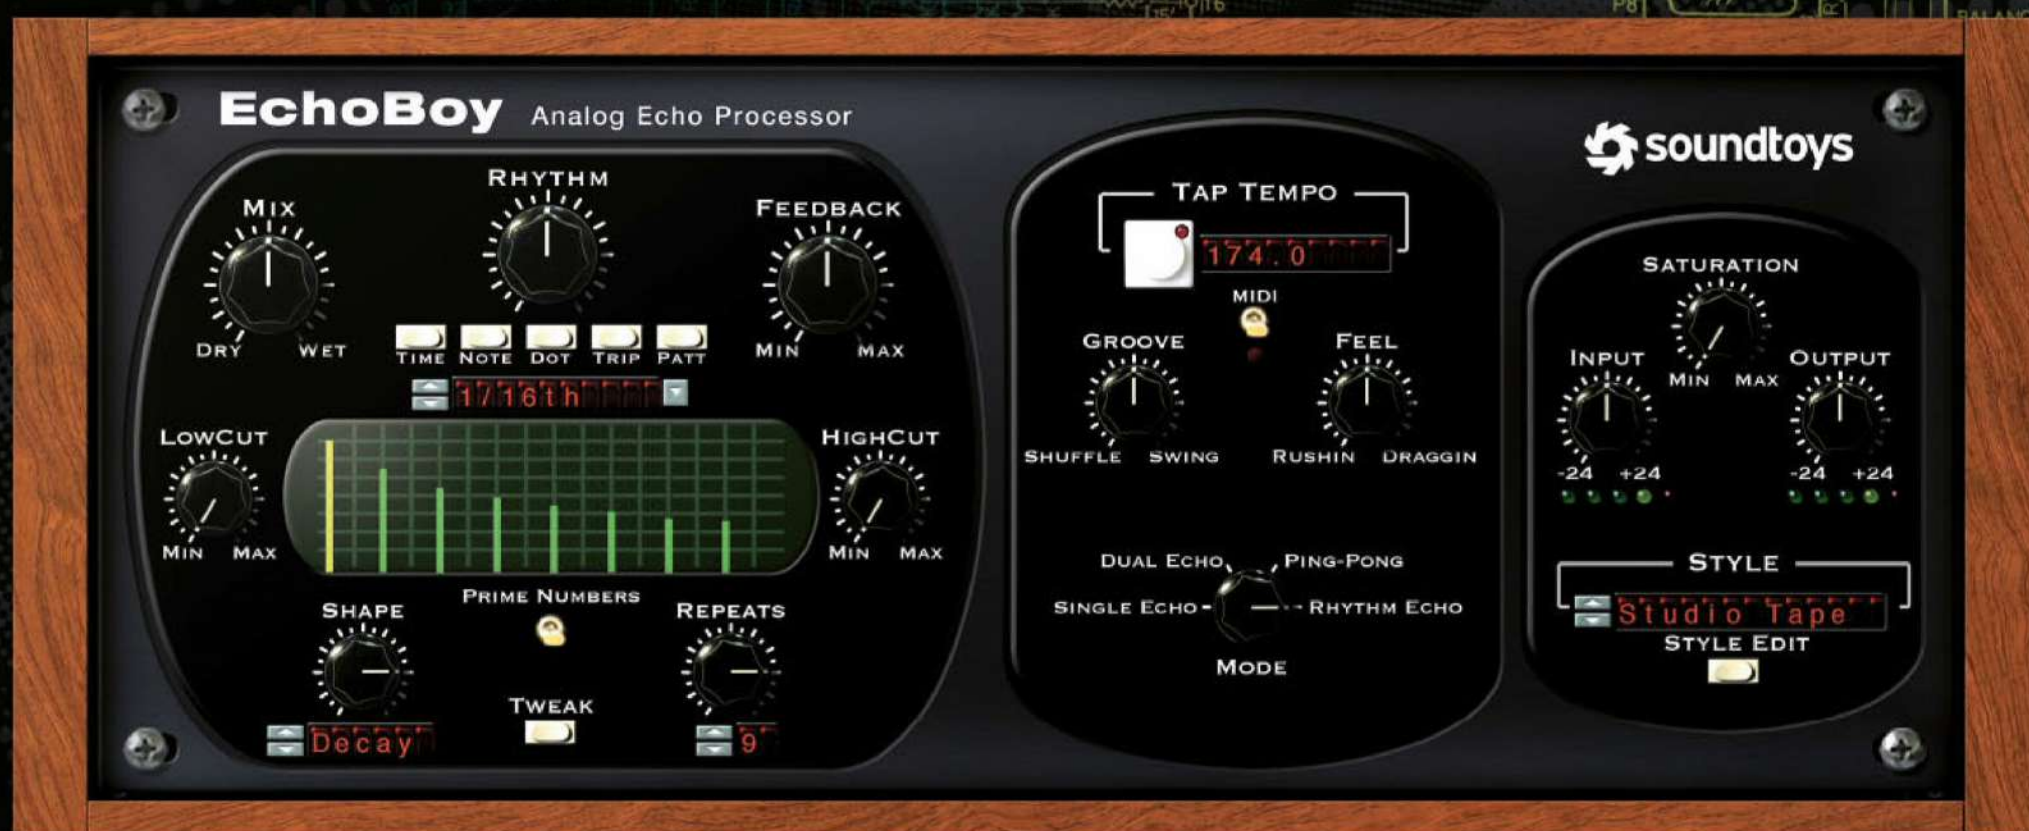 P8
BALANC
EchoBoy Analog Echo Processor
soundtoys
MIX
DRY WET
RHYTHM
FEEDBACK
MIN MAX
TIME NOTE DOT TRIP PATT
1/16th
LOWCUT
MIN MAX
HIGHCUT
MIN MAX
SHAPE
Decay
PRIME NUMBERS
TWEAK
REPEATS
9
TAP TEMPO
174.0
MIDI
GROOVE
SHUFFLE SWING
FEEL
RUSHIN DRAGGIN
DUAL ECHO PING-PONG
SINGLE ECHO RHYTHM ECHO
MODE
SATURATION
MIN MAX
INPUT
-24 +24
OUTPUT
-24 +24
STYLE
Studio Tape
STYLE EDIT